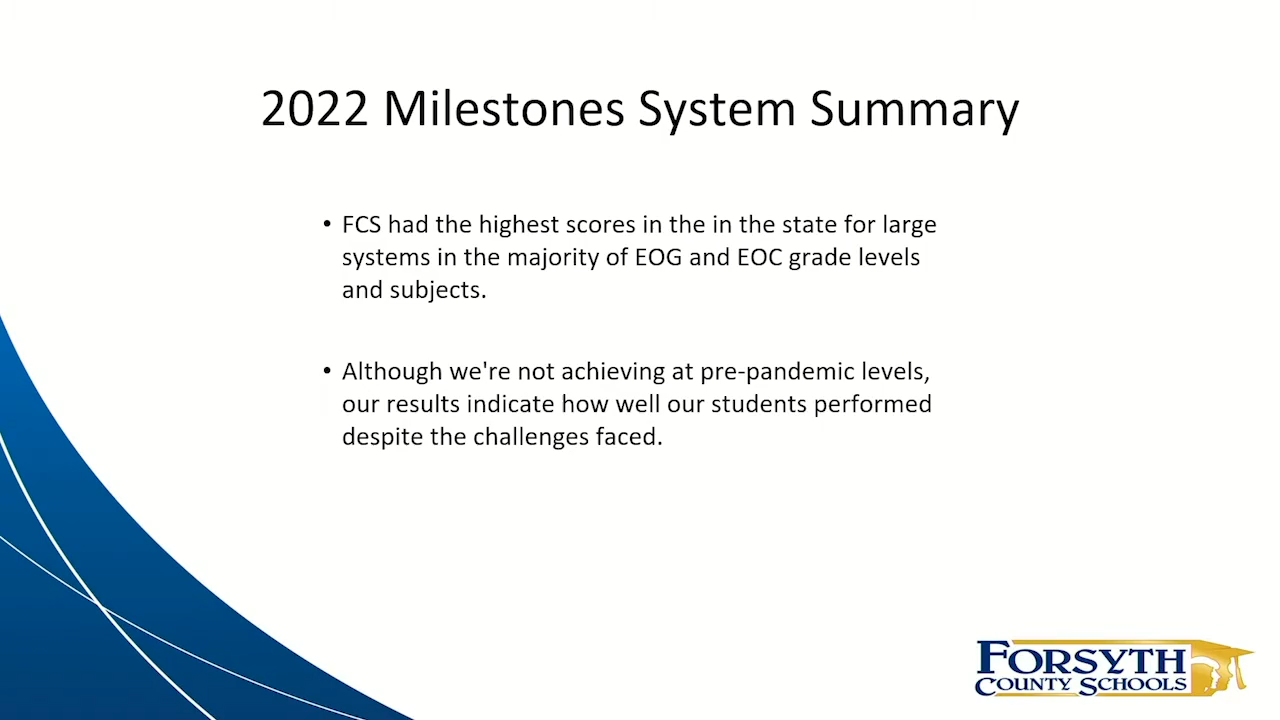 2022 Milestones System Summary
• FCS had the highest scores in the in the state for large
systems in the majority of EOG and EOC grade levels
and subjects.
• Although we're not achieving at pre-pandemic levels,
our results indicate how well our students performed
despite the challenges faced.
FORSYTH
COUNTY SCHOOLS